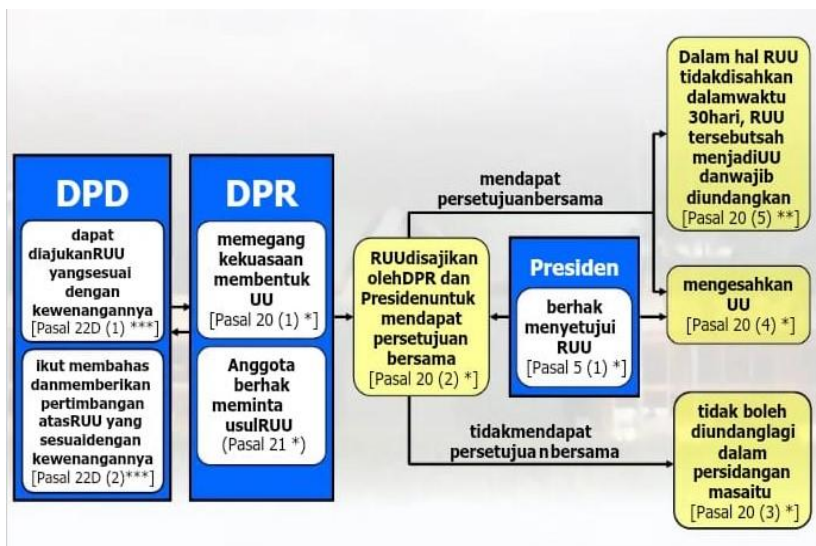 DPD
dapat
diajukanRUU
yangsesuai
dengan
kewenangannya
[Pasal 22D (1) ***]
ikut membahas
danmemberikan
pertimbangan
atasRUU yang
sesuaidengan
kewenangannya
[Pasal 22D (2)***]
DPR
memegang
kekuasaan
membentuk
UU
[Pasal 20 (1) *]
Anggota
berhak
meminta
usulRUU
(Pasal 21 *)
mendapat
persetujuanbersama
RUUdisajikan
olehDPR dan
Presidenuntuk
mendapat
persetujuan
bersama
[Pasal 20 (2) *]
tidakmendapat
persetujuanbersama
Presiden
berhak
menyetujui
RUU
[Pasal 5 (1) *]
Dalam hal RUU
tidakdisahkan
dalamwaktu
30hari, RUU
tersebutsah
menjadiUU
danwajib
diundangkan
[Pasal 20 (5) **]
mengesahkan
UU
[Pasal 20 (4) *]
tidak boleh
diundanglagi
dalam
persidangan
masaitu
[Pasal 20 (3) *]